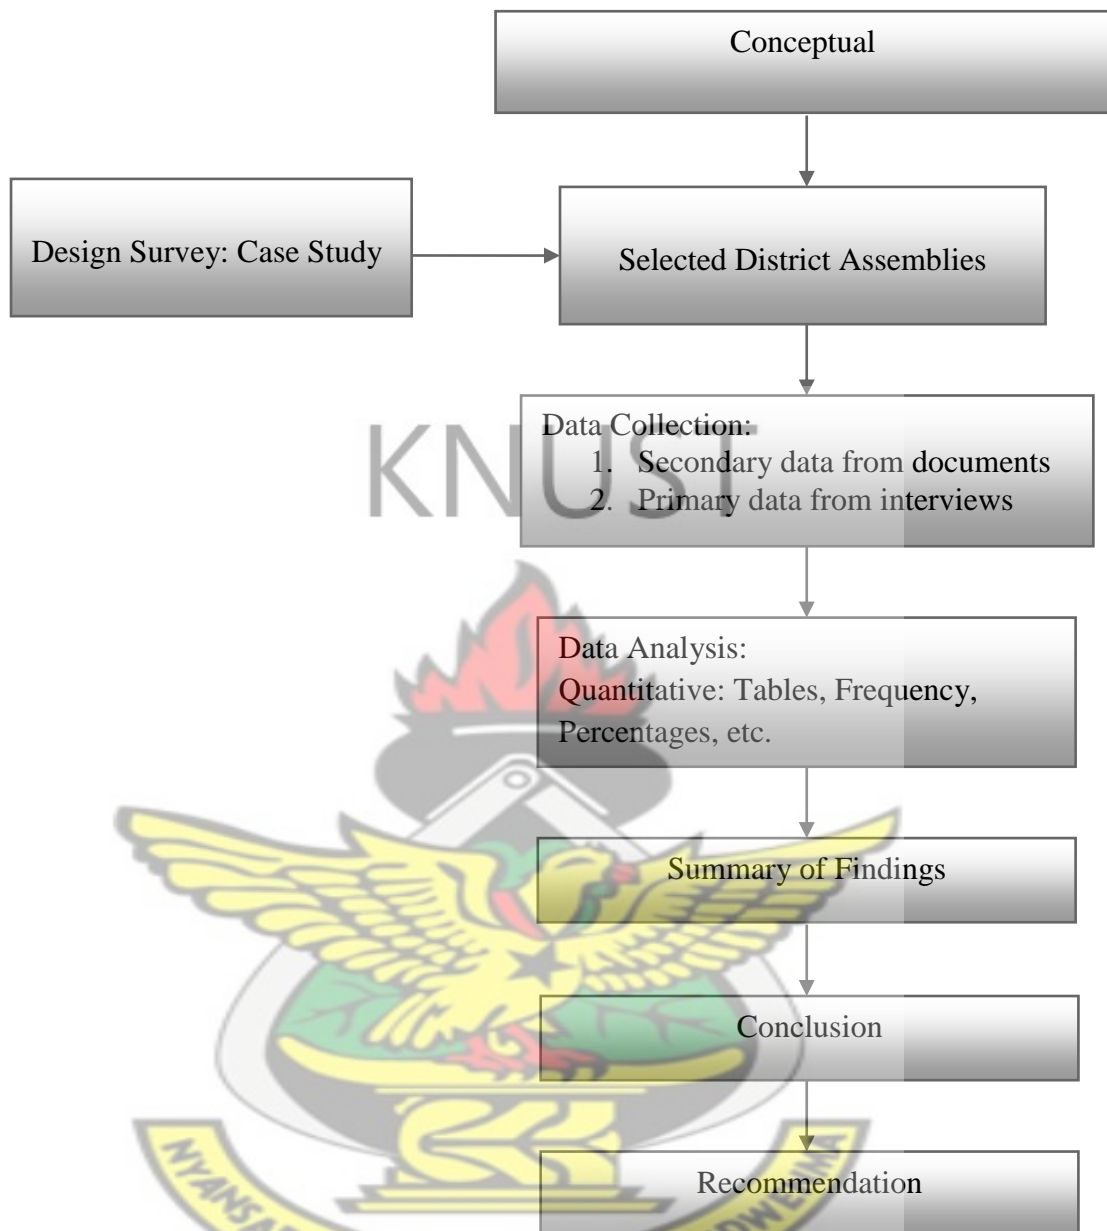 Conceptual
Design Survey: Case Study
Selected District Assemblies
Data Collection:
1. Secondary data from documents
2. Primary data from interviews
KNUST
Data Analysis:
Quantitative: Tables, Frequency,
Percentages, etc.
Summary of Findings
Conclusion
Recommendation